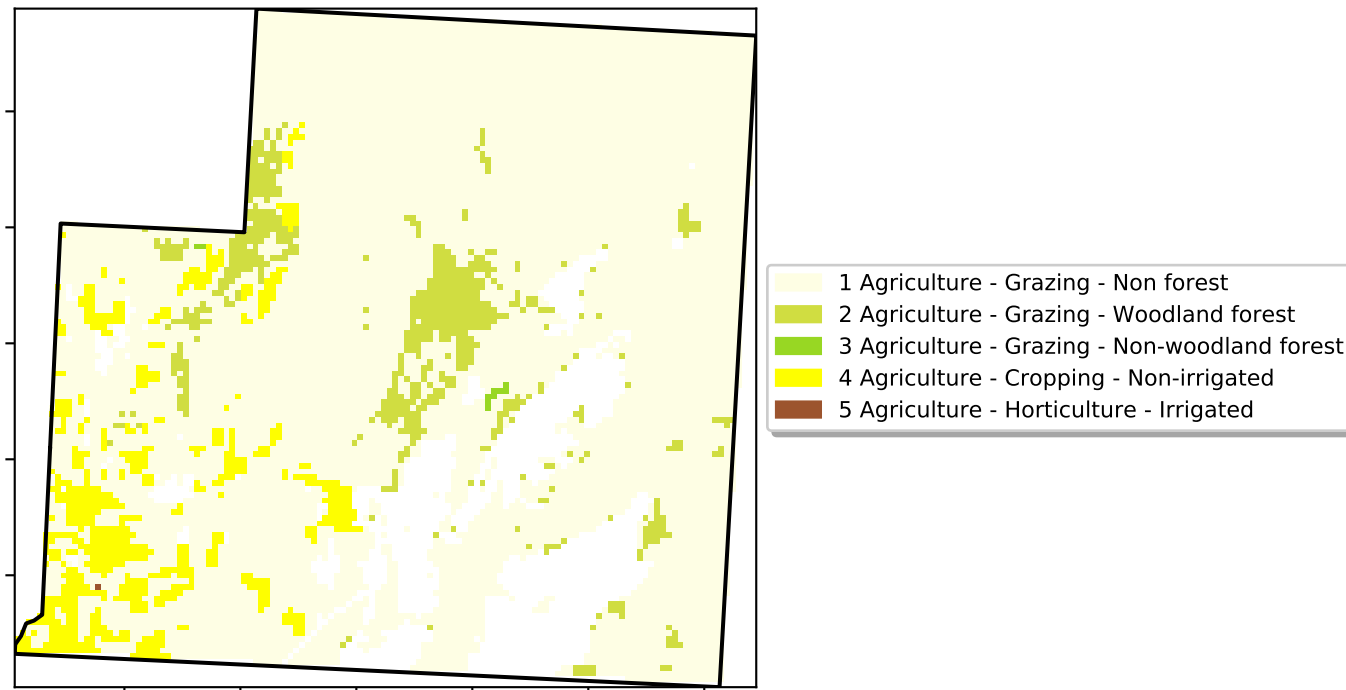 1 Agriculture - Grazing - Non forest
2 Agriculture - Grazing - Woodland forest
3 Agriculture - Grazing - Non-woodland forest
4 Agriculture - Cropping - Non-irrigated
5 Agriculture - Horticulture - Irrigated